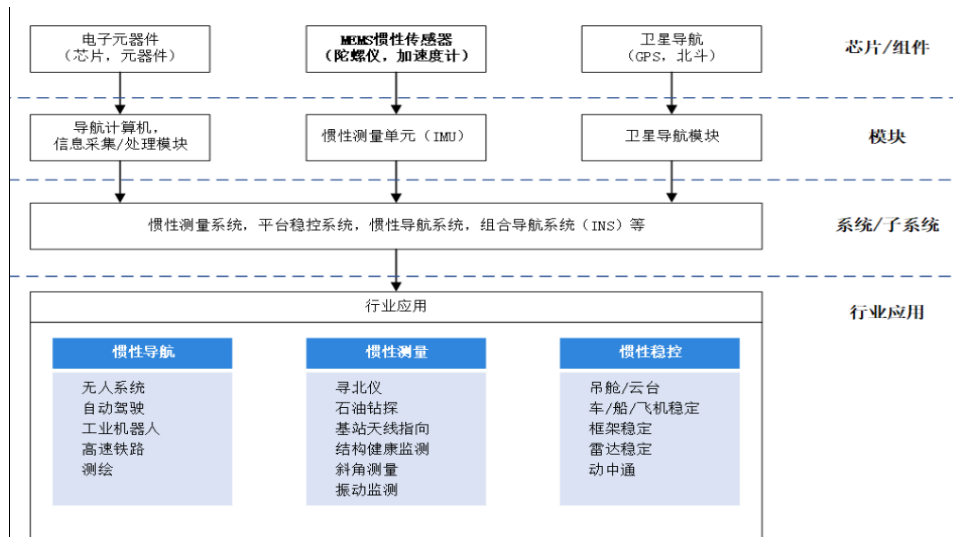 电子元器件
（芯片，元器件）
MEMS惯性传感器
（陀螺仪，加速度计）
卫星导航
（GPS，北斗）
芯片/组件
导航计算机，
信息采集/处理模块
惯性测量单元（IMU）
卫星导航模块
模块
惯性测量系统，平台稳控系统，惯性导航系统，组合导航系统（INS）等
系统/子系统
行业应用
行业应用
惯性导航
无人系统
自动驾驶
工业机器人
高速铁路
测绘
惯性测量
寻北仪
石油钻探
基站天线指向
结构健康监测
斜角测量
振动监测
惯性稳控
吊舱/云台
车/船/飞机稳定
框架稳定
雷达稳定
动中通